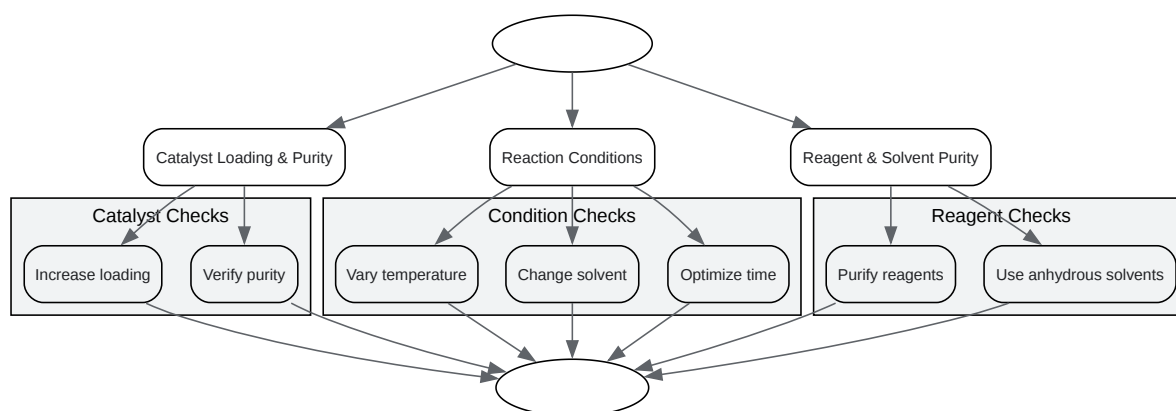 Catalyst Loading & Purity
Reaction Conditions
Reagent & Solvent Purity
Catalyst Checks
Condition Checks
Reagent Checks
Increase loading
Verify purity
Vary temperature
Change solvent
Optimize time
Purify reagents
Use anhydrous solvents